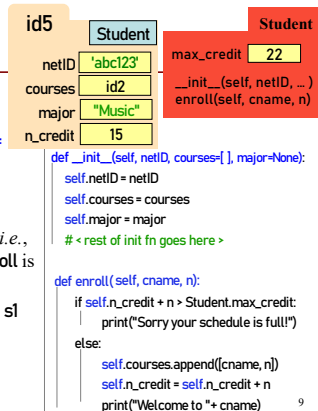 id5
Student
netID 'abc123'
courses id2
major "Music"
n_credit 15
Student
max_credit 22
__init__(self, netID, … )
enroll(self, cname, n)
:
i.e.,
oll is
s1
def __init__(self, netID, courses=[ ], major=None):
self.netID = netID
self.courses = courses
self.major = major
# < rest of init fn goes here >
def enroll( self, cname, n):
if self.n_credit + n > Student.max_credit:
print("Sorry your schedule is full!")
else:
self.courses.append([cname, n])
self.n_credit = self.n_credit + n
print("Welcome to "+ cname)
9